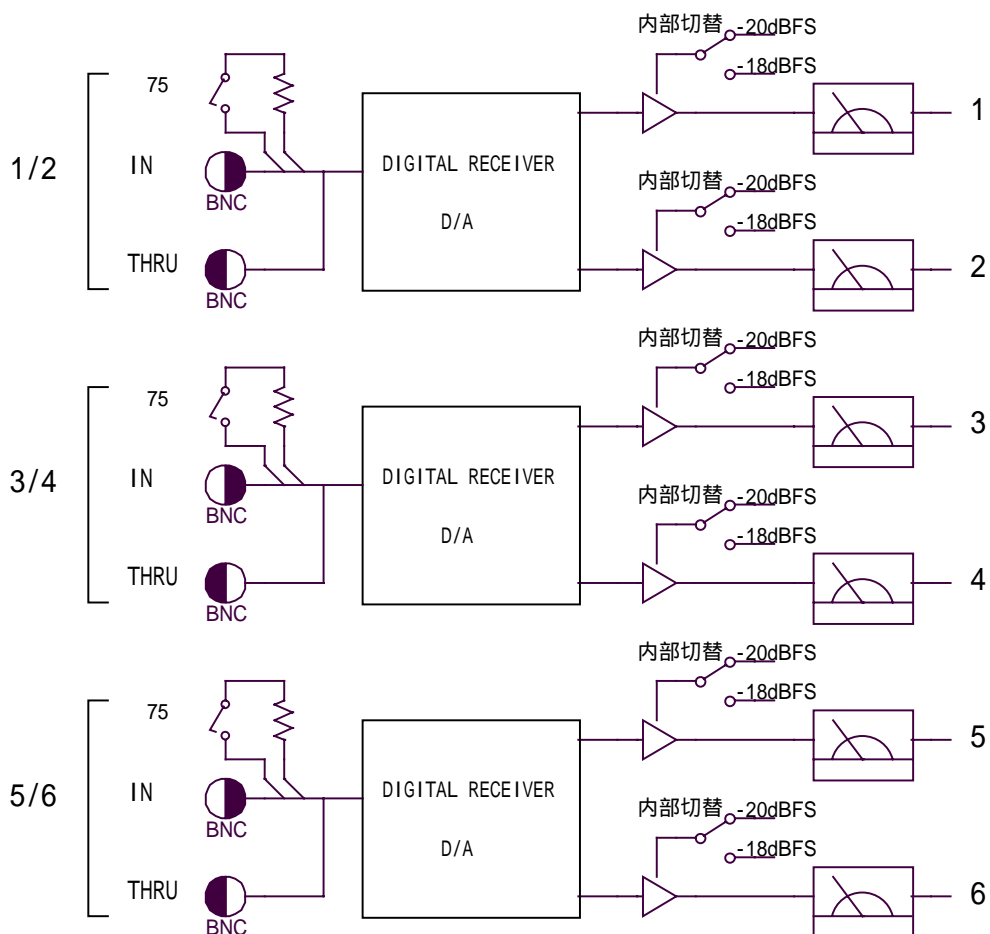 内部切替 -20dBFS
-18dBFS
75
1
1/2
IN
BNC
DIGITAL RECEIVER
D/A
内部切替 -20dBFS
-18dBFS
THRU
BNC
2
内部切替 -20dBFS
-18dBFS
75
3
3/4
IN
BNC
DIGITAL RECEIVER
D/A
内部切替 -20dBFS
-18dBFS
THRU
BNC
4
内部切替 -20dBFS
-18dBFS
75
5
5/6
IN
BNC
DIGITAL RECEIVER
D/A
内部切替 -20dBFS
-18dBFS
THRU
BNC
6